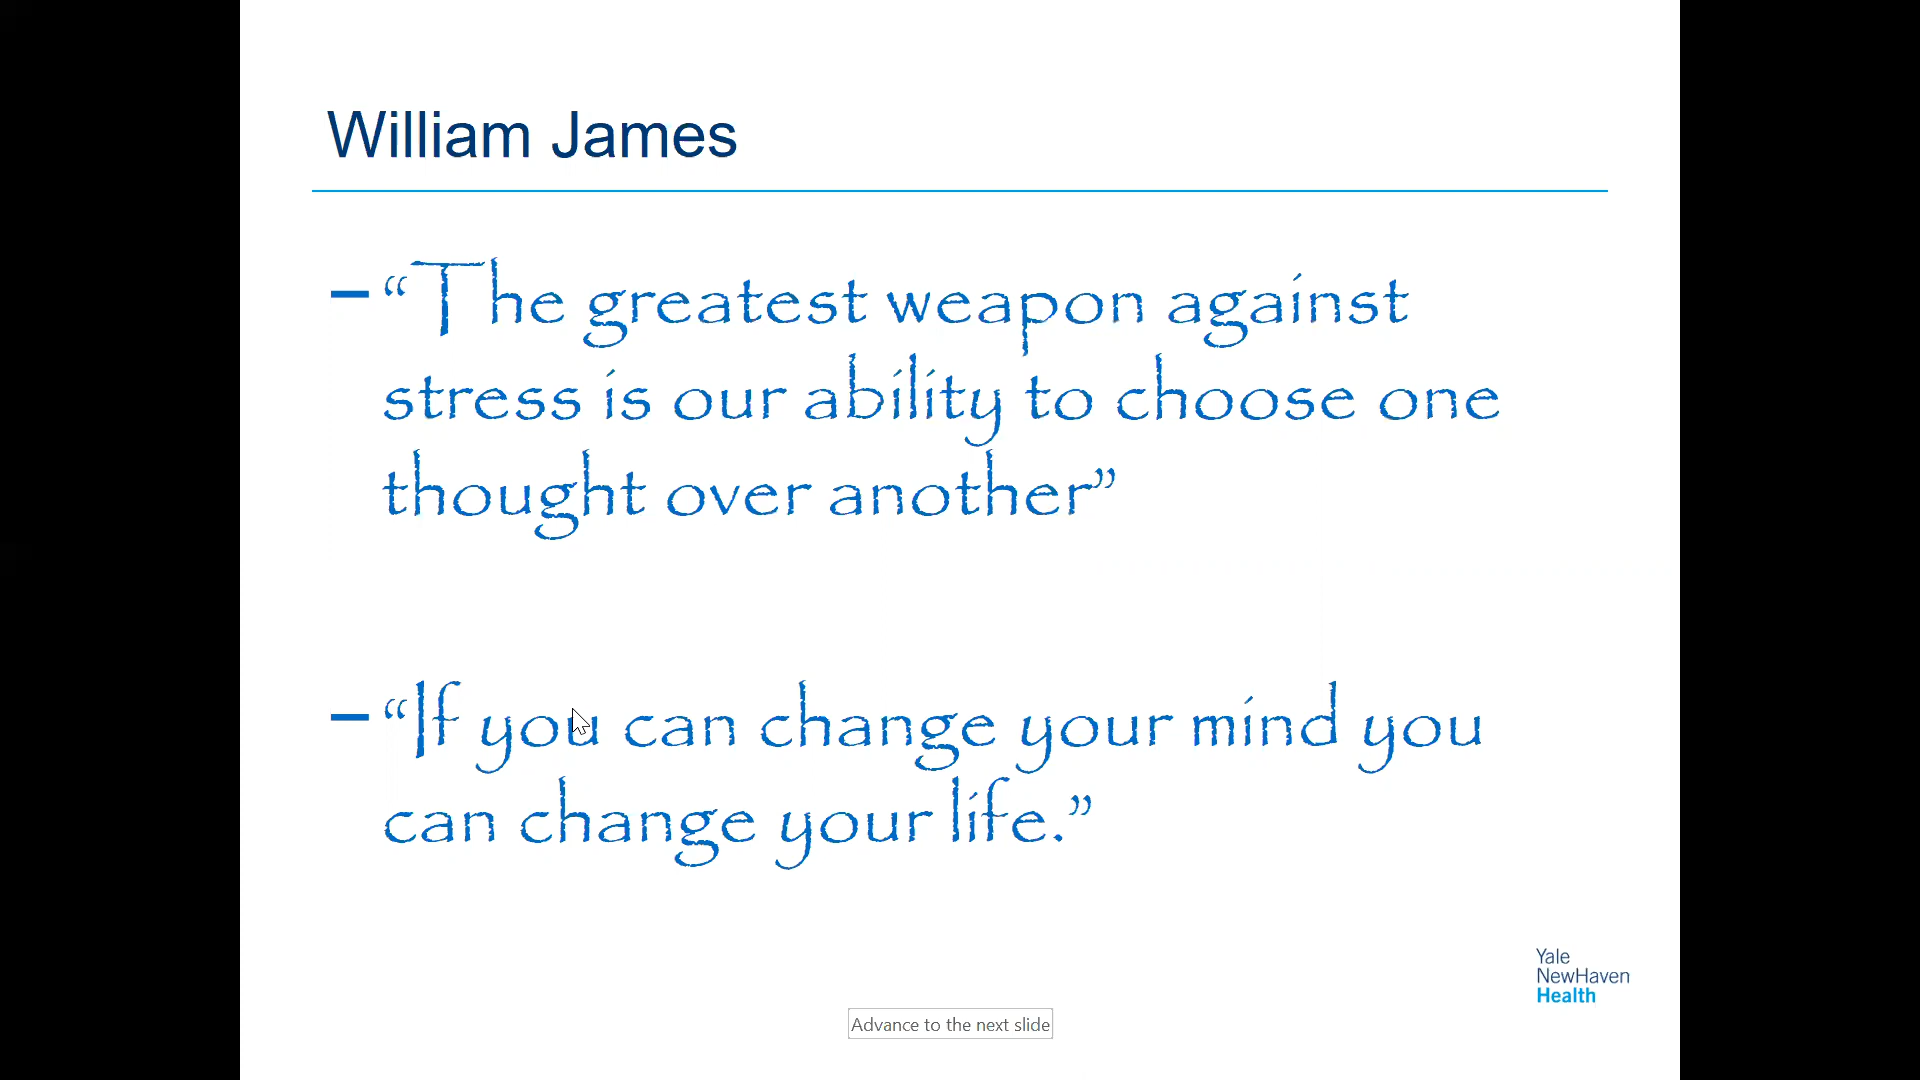 William James
– “The greatest weapon against
stress is our ability to choose one
thought over another”
– “If you can change your mind you
can change your life.”
Yale
NewHaven
Health
Advance to the next slide